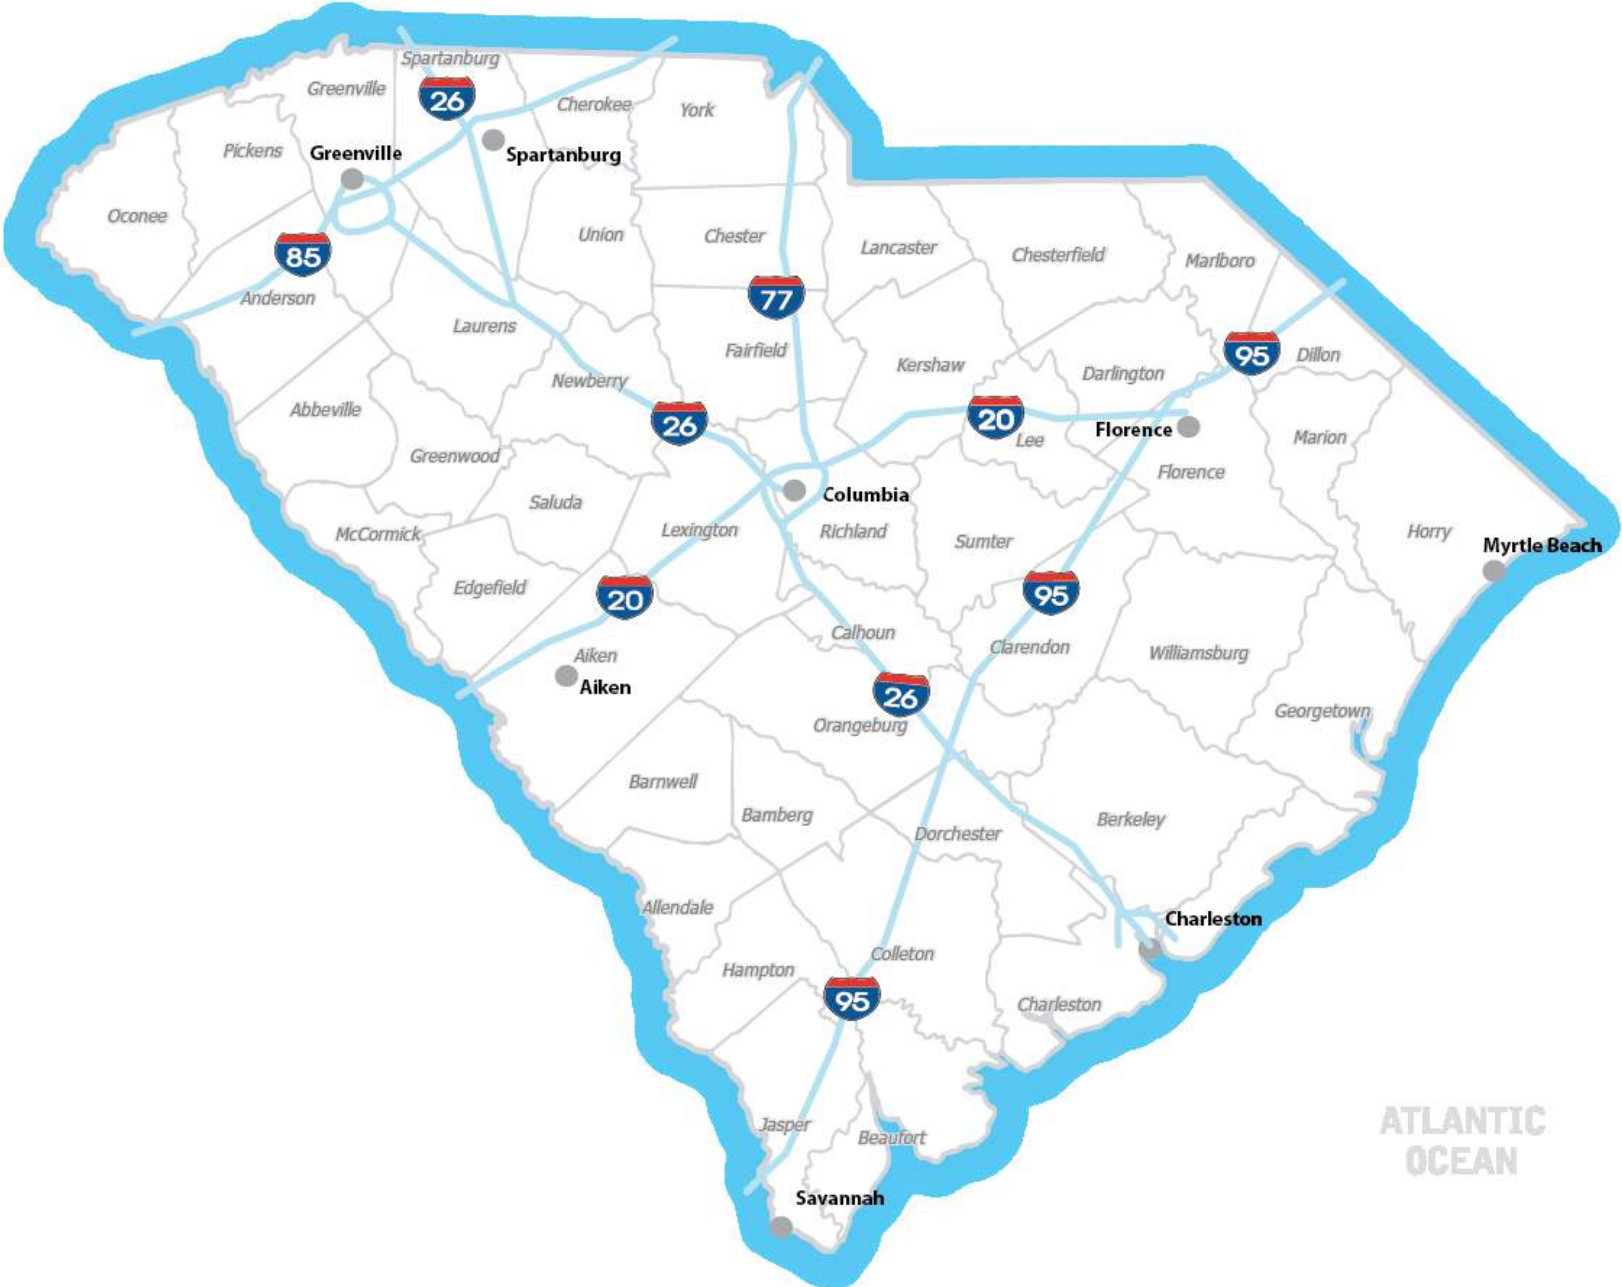 Spartanburg
Greenville
26
Cherokee
York
Pickens
Greenville
Spartanburg
Oconee
Union
Chester
Lancaster
Chesterfield
Marlboro
85
Anderson
77
Laurens
Fairfield
95
Dillon
Kershaw
Darlington
Newberry
Abbeville
26
20
Florence
Lee
Marion
Greenwood
Florence
Saluda
Columbia
McCormick
Lexington
Richland
Sumter
Horry
Myrtle Beach
Edgefield
20
95
Calhoun
Clarendon
Williamsburg
Aiken
Aiken
26
Orangeburg
Georgetown
Barnwell
Bamberg
Dorchester
Berkeley
Allendale
Charleston
Colleton
Hampton
95
Charleston
Jasper
Beaufort
ATLANTIC
OCEAN
Savannah